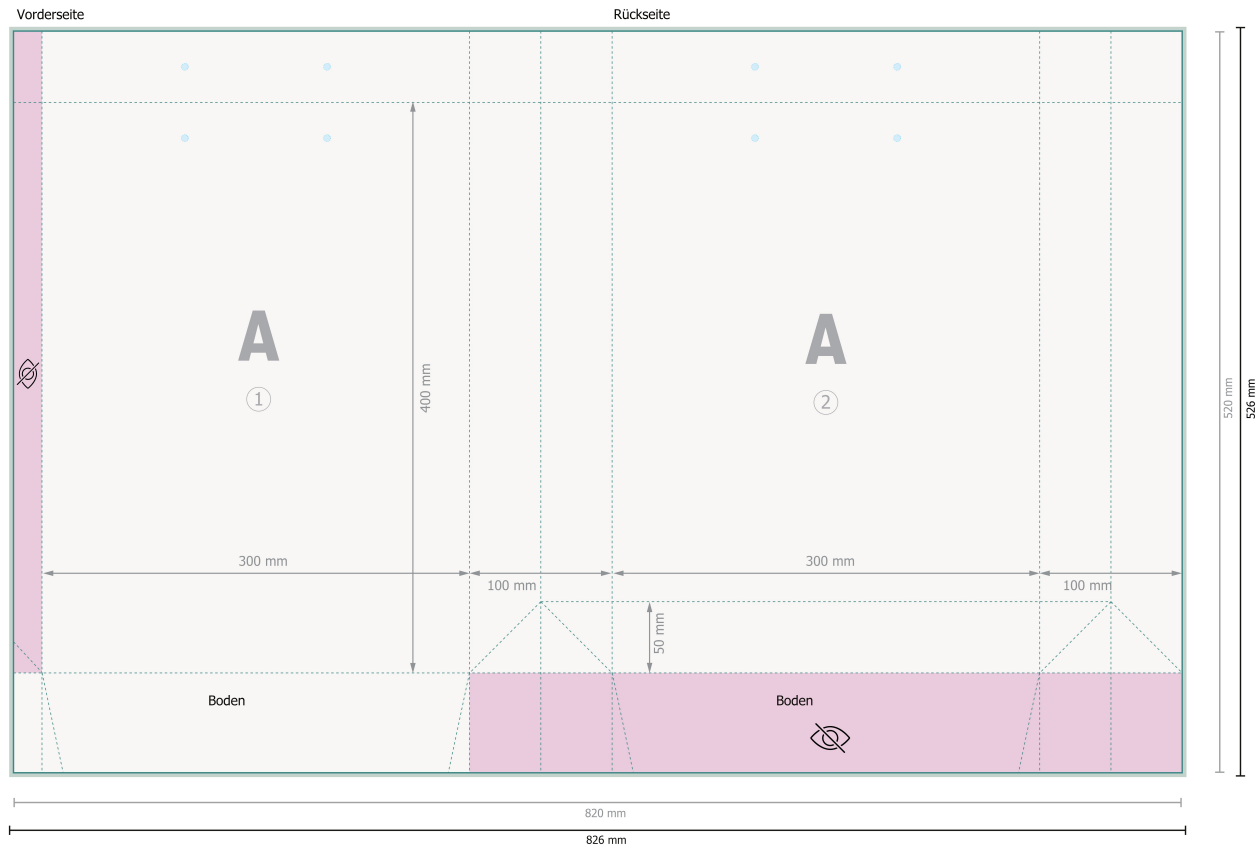 Vorderseite
Rückseite
A
1
A
2
400 mm
300 mm
100 mm
300 mm
100 mm
50 mm
Boden
Boden
520 mm
526 mm
820 mm
826 mm